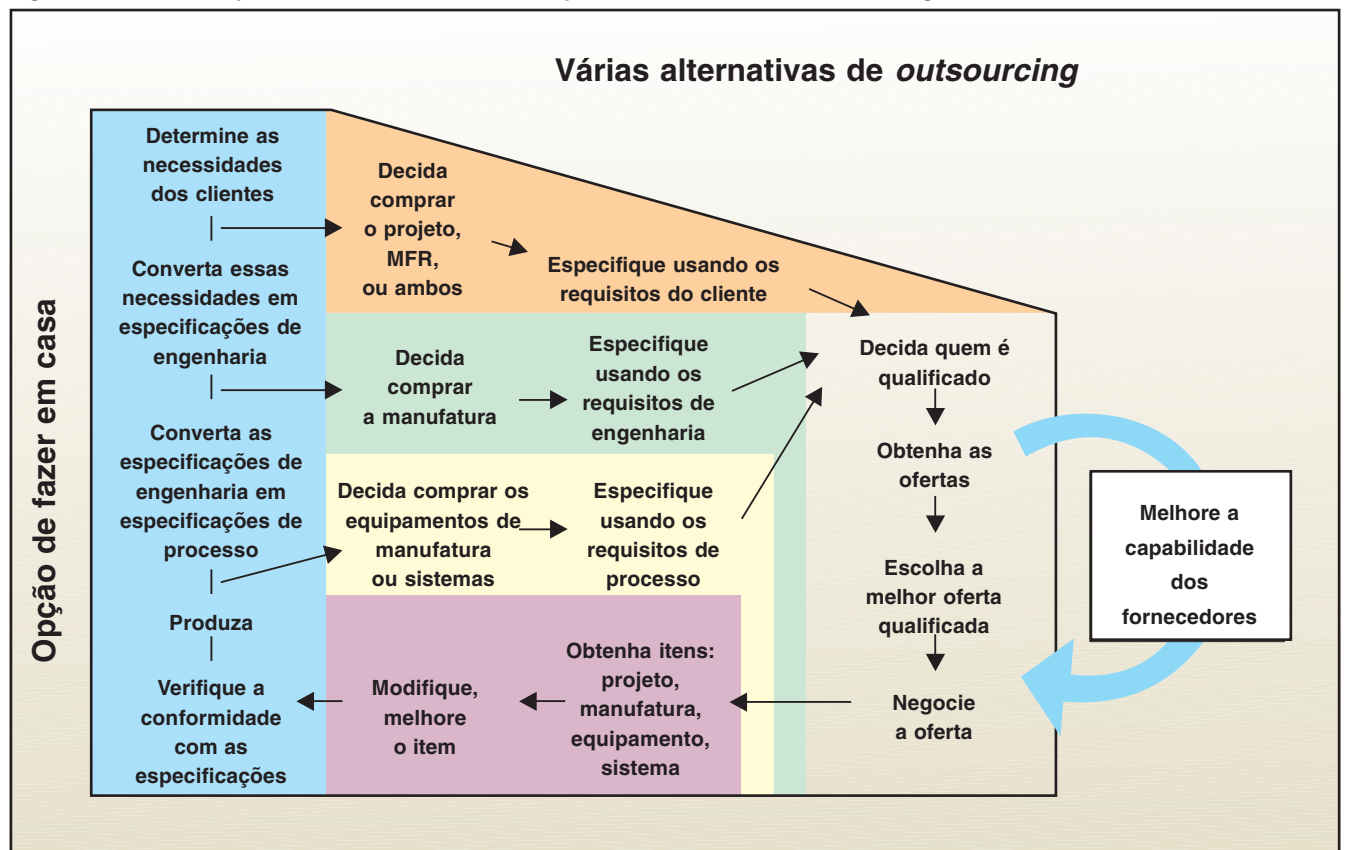 Várias alternativas de outsourcing
Opção de fazer em casa
Determine as
necessidades
dos clientes
Converta essas
necessidades em
especificações de
engenharia
Converta as
especificações de
engenharia em
especificações de
processo
Produza
Verifique a
conformidade
com as
especificações
Decida
comprar
o projeto,
MFR,
ou ambos
Especifique usando os
requisitos do cliente
Decida
comprar
a manufatura
Especifique
usando os
requisitos de
engenharia
Decida comprar os
equipamentos de
manufatura
ou sistemas
Especifique
usando os
requisitos de
processo
Decida quem é
qualificado
Obtenha as
ofertas
Escolha a
melhor oferta
qualificada
Negocie
a oferta
Obtenha itens:
projeto,
manufatura,
equipamento,
sistema
Modifique,
melhore
o item
Melhore a
capabilidade
dos
fornecedores